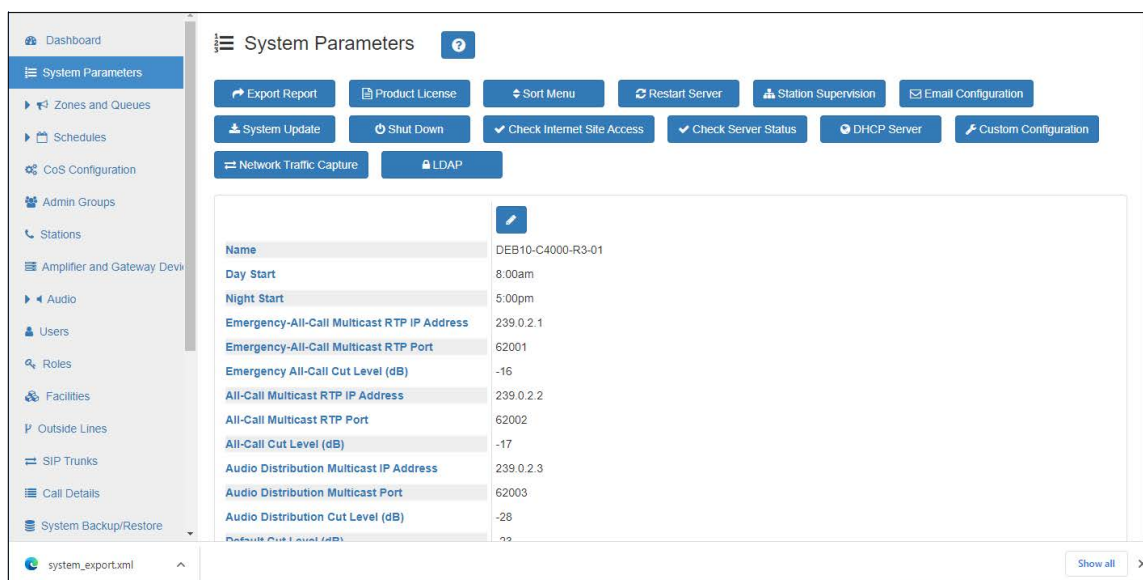 Dashboard
System Parameters
Zones and Queues
Schedules
CoS Configuration
Admin Groups
Stations
Amplifier and Gateway Devi
Audio
Users
Roles
Facilities
Outside Lines
SIP Trunks
Call Details
System Backup/Restore
System Parameters
Export Report Product License Sort Menu Restart Server Station Supervision Email Configuration
System Update Shut Down Check Internet Site Access Check Server Status DHCP Server Custom Configuration
Network Traffic Capture LDAP
Name DEB10-C4000-R3-01
Day Start 8:00am
Night Start 5:00pm
Emergency-All-Call Multicast RTP IP Address 239.0.2.1
Emergency-All-Call Multicast RTP Port 62001
Emergency All-Call Cut Level (dB) -16
All-Call Multicast RTP IP Address 239.0.2.2
All-Call Multicast RTP Port 62002
All-Call Cut Level (dB) -17
Audio Distribution Multicast IP Address 239.0.2.3
Audio Distribution Multicast Port 62003
Audio Distribution Cut Level (dB) -28
Default Cut Level (dB) -23
system_export.xml
Show all